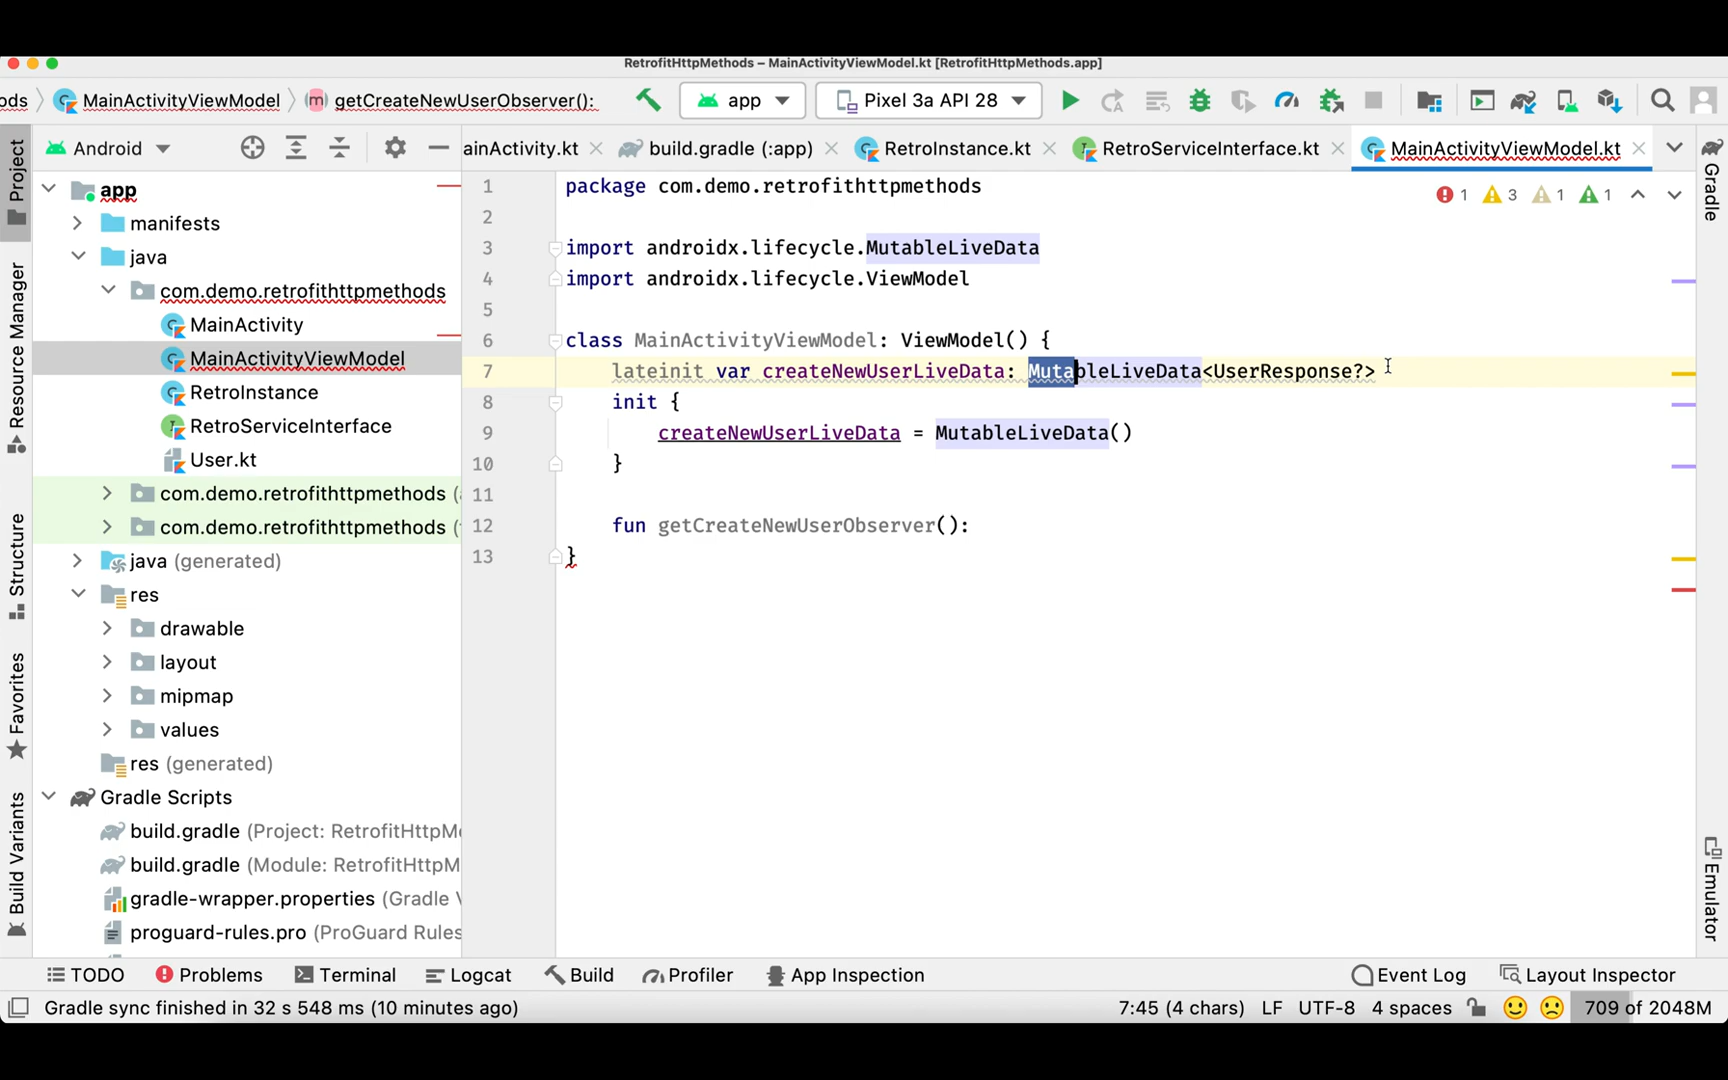 RetrofitHttpMethods – MainActivityViewModel.kt [RetrofitHttpMethods.app]
ods
MainActivityViewModel
m
getCreateNewUserObserver():
app
Pixel 3a API 28
Android
ainActivity.kt
build.gradle (:app)
RetroInstance.kt
RetroServiceInterface.kt
MainActivityViewModel.kt
Project
Resource Manager
Structure
Favorites
Build Variants
app
manifests
java
com.demo.retrofithttpmethods
MainActivity
MainActivityViewModel
RetroInstance
RetroServiceInterface
User.kt
com.demo.retrofithttpmethods
com.demo.retrofithttpmethods
java (generated)
res
drawable
layout
mipmap
values
res (generated)
Gradle Scripts
build.gradle (Project: RetrofitHttpM
build.gradle (Module: RetrofitHttpM
gradle-wrapper.properties (Gradle V
proguard-rules.pro (ProGuard Rules
1 package com.demo.retrofithttpmethods
2
3 import androidx.lifecycle.MutableLiveData
4 import androidx.lifecycle.ViewModel
5
6 class MainActivityViewModel: ViewModel() {
7 lateinit var createNewUserLiveData: MutableLiveData<UserResponse?>
8 init {
9 createNewUserLiveData = MutableLiveData()
10 }
11
12 fun getCreateNewUserObserver():
13 }
1 3 1 1
Gradle
Emulator
TODO
Problems
Terminal
Logcat
Build
Profiler
App Inspection
Event Log
Layout Inspector
Gradle sync finished in 32 s 548 ms (10 minutes ago)
7:45 (4 chars) LF UTF-8 4 spaces 709 of 2048M